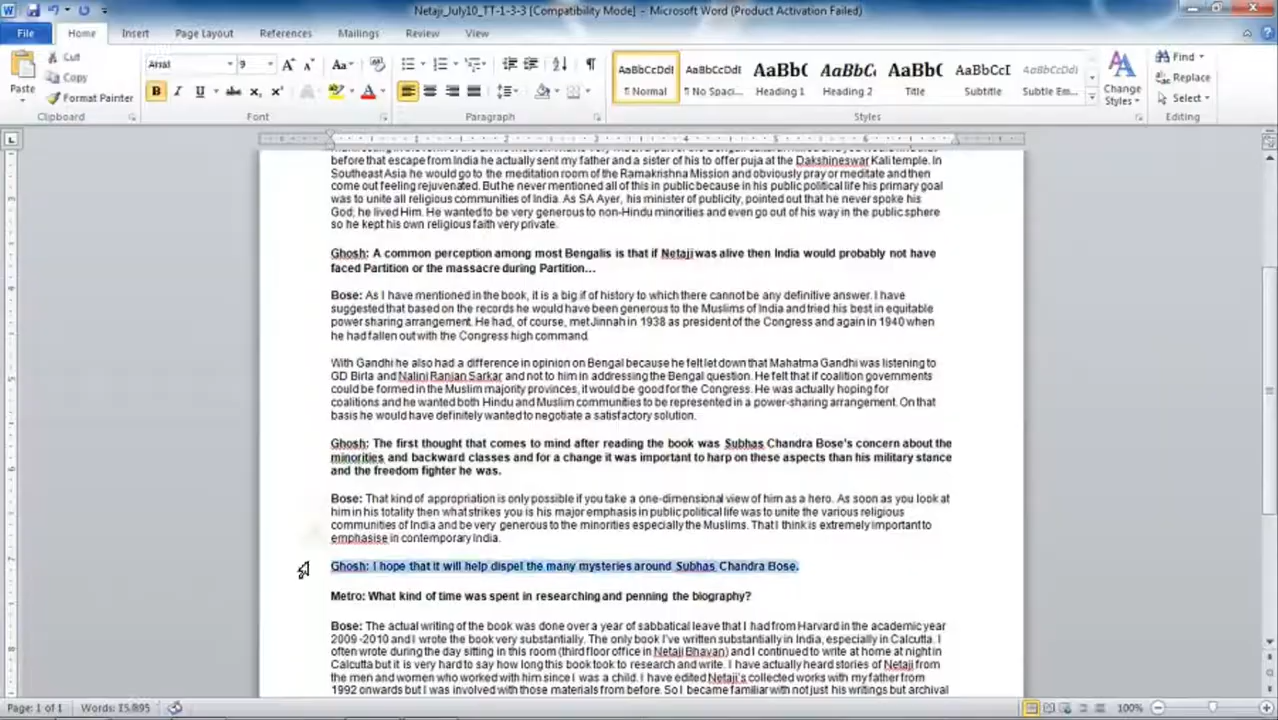 Netaji_July10_TT-1-3-3 [Compatibility Mode] - Microsoft Word (Product Activation Failed)
File Home Insert Page Layout References Mailings Review View
Cut
Copy
Format Painter
Paste
Clipboard
Arial 9
Font
Paragraph
AaBbCcDdI AaBbCcDdI AaBbC AaBbC AaBb( AaBbCcI AaBbCcDdI
¶ Normal ¶ No Spaci... Heading 1 Heading 2 Title Subtitle Subtle Em...
Change Styles
Styles
Find
Replace
Select
Editing
before that escape from India he actually sent my father and a sister of his to offer puja at the Dakshineswar Kali temple. In
Southeast Asia he would go to the meditation room of the Ramakrishna Mission and obviously pray or meditate and then
come out feeling rejuvenated. But he never mentioned all of this in public because in his public political life his primary goal
was to unite all religious communities of India. As SA Ayer, his minister of publicity, pointed out that he never spoke his
God; he lived Him. He wanted to be very generous to non-Hindu minorities and even go out of his way in the public sphere
so he kept his own religious faith very private.
Ghosh: A common perception among most Bengalis is that if Netaji was alive then India would probably not have
faced Partition or the massacre during Partition...
Bose: As I have mentioned in the book, it is a big if of history to which there cannot be any definitive answer. I have
suggested that based on the records he would have been generous to the Muslims of India and tried his best in equitable
power sharing arrangement. He had, of course, met Jinnah in 1938 as president of the Congress and again in 1940 when
he had fallen out with the Congress high command.
With Gandhi he also had a difference in opinion on Bengal because he felt let down that Mahatma Gandhi was listening to
GD Birla and Nalini Ranjan Sarkar and not to him in addressing the Bengal question. He felt that if coalition governments
could be formed in the Muslim majority provinces, it would be good for the Congress. He was actually hoping for
coalitions and he wanted both Hindu and Muslim communities to be represented in a power-sharing arrangement. On that
basis he would have definitely wanted to negotiate a satisfactory solution.
Ghosh: The first thought that comes to mind after reading the book was Subhas Chandra Bose's concern about the
minorities and backward classes and for a change it was important to harp on these aspects than his military stance
and the freedom fighter he was.
Bose: That kind of appropriation is only possible if you take a one-dimensional view of him as a hero. As soon as you look at
him in his totality then what strikes you is his major emphasis in public political life was to unite the various religious
communities of India and be very generous to the minorities especially the Muslims. That I think is extremely important to
emphasise in contemporary India.
Ghosh: I hope that it will help dispel the many mysteries around Subhas Chandra Bose.
Metro: What kind of time was spent in researching and penning the biography?
Bose: The actual writing of the book was done over a year of sabbatical leave that I had from Harvard in the academic year
2009-2010 and I wrote the book very substantially. The only book I've written substantially in India, especially in Calcutta. I
often wrote during the day sitting in this room (third floor office in Netaji Bhavan) and I continued to write at home at night in
Calcutta but it is very hard to say how long this book took to research and write. I have actually heard stories of Netaji from
the men and women who worked with him since I was a child. I have edited Netaji's collected works with my father from
1992 onwards but I was involved with those materials from before. So I became familiar with not just his writings but archival
Page: 1 of 1 Words: 15,895 100%